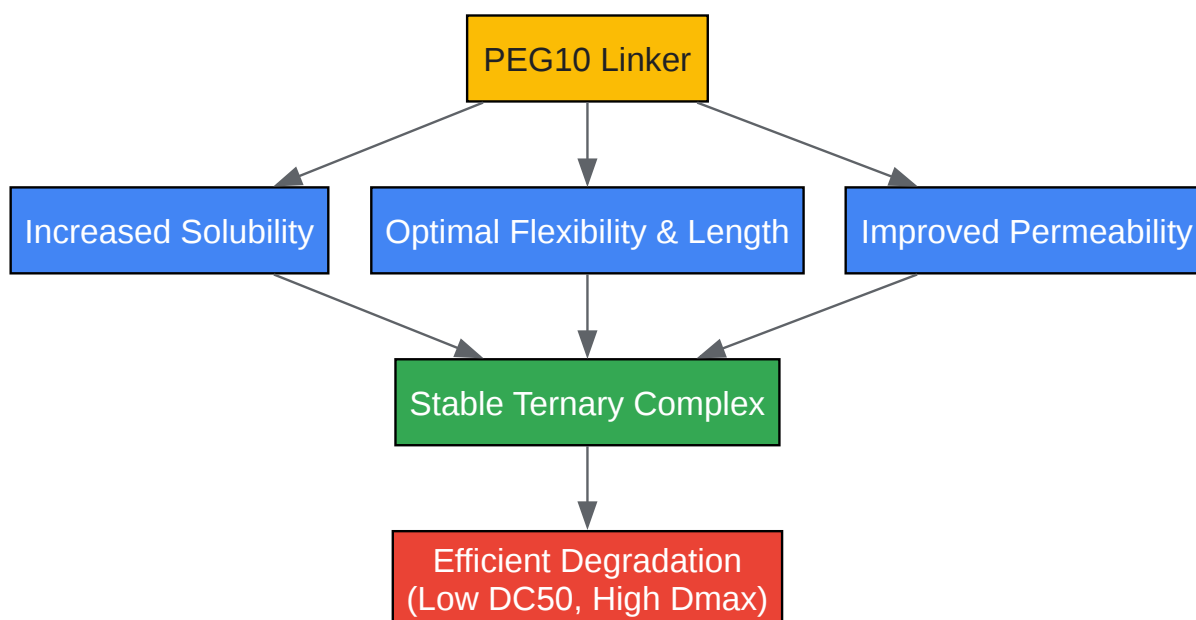 PEG10 Linker
Increased Solubility
Optimal Flexibility & Length
Improved Permeability
Stable Ternary Complex
Efficient Degradation
(Low DC50, High Dmax)